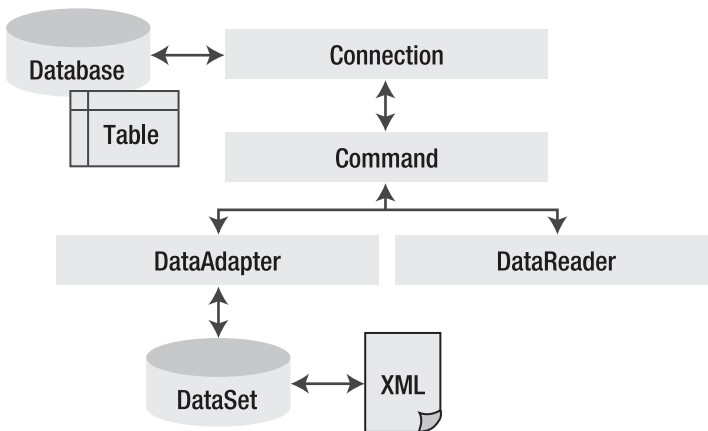 Database
Connection
Table
Command
DataAdapter
DataReader
DataSet
XML